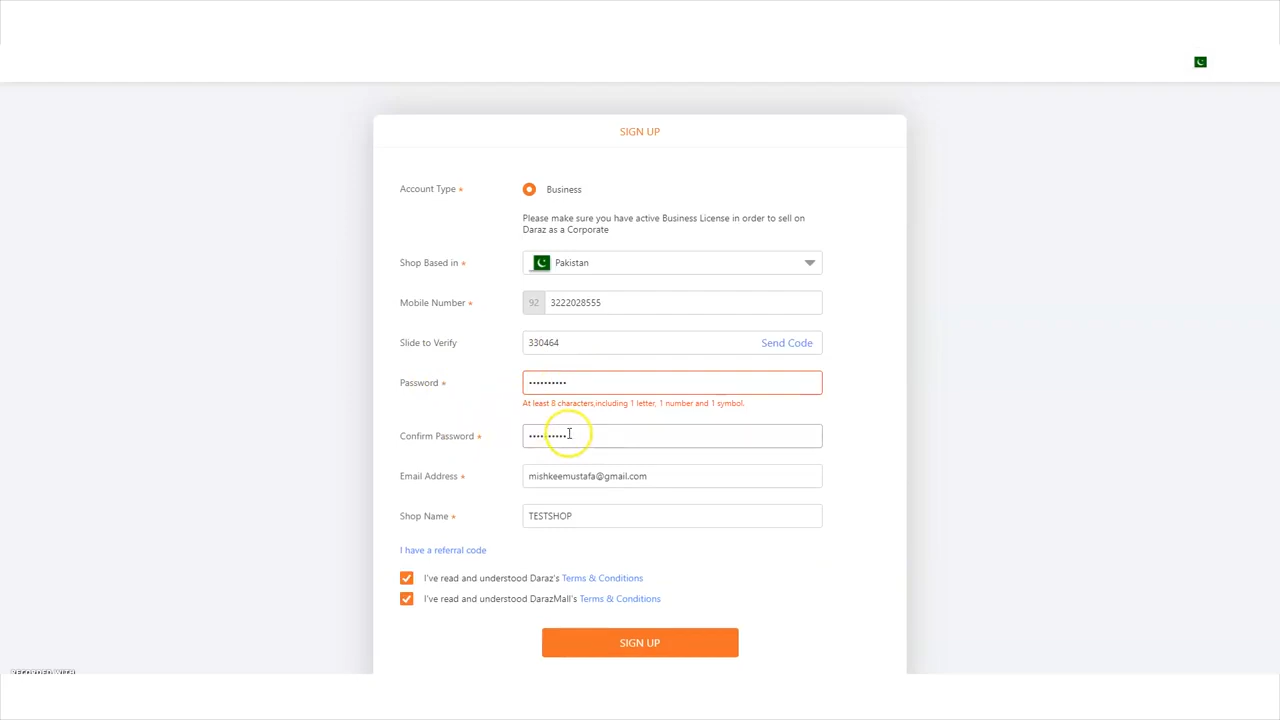 SIGN UP
Account Type *
Business
Please make sure you have active Business License in order to sell on
Daraz as a Corporate
Shop Based in *
Pakistan
Mobile Number *
92 3222028555
Slide to Verify
330464 Send Code
Password *
••••••••••
At least 8 characters,including 1 letter, 1 number and 1 symbol.
Confirm Password *
••••••••••
Email Address *
mishkeemustafa@gmail.com
Shop Name *
TESTSHOP
I have a referral code
I've read and understood Daraz's Terms & Conditions
I've read and understood DarazMall's Terms & Conditions
SIGN UP
RECORDED WITH